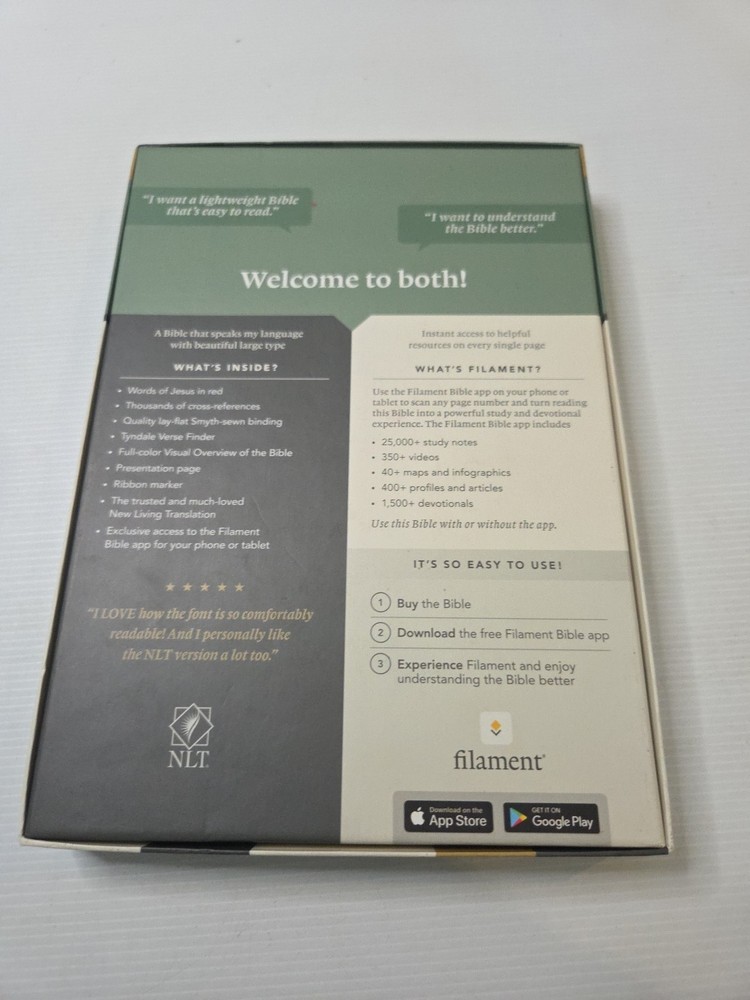 “I want a lightweight Bible
that’s easy to read.”
“I want to understand
the Bible better.”
Welcome to both!
A Bible that speaks my language
with beautiful large type
WHAT’S INSIDE?
• Words of Jesus in red
• Thousands of cross-references
• Quality lay-flat Smyth-sewn binding
• Tyndale Verse Finder
• Full-color Visual Overview of the Bible
• Presentation page
• Ribbon marker
• The trusted and much-loved
New Living Translation
• Exclusive access to the Filament
Bible app for your phone or tablet
★ ★ ★ ★ ★
“I LOVE how the font is so comfortably
readable! And I personally like
the NLT version a lot too.”
NLT
Instant access to helpful
resources on every single page
WHAT’S FILAMENT?
Use the Filament Bible app on your phone or
tablet to scan any page number and turn reading
this Bible into a powerful study and devotional
experience. The Filament Bible app includes
• 25,000+ study notes
• 350+ videos
• 40+ maps and infographics
• 400+ profiles and articles
• 1,500+ devotionals
Use this Bible with or without the app.
IT’S SO EASY TO USE!
1 Buy the Bible
2 Download the free Filament Bible app
3 Experience Filament and enjoy
understanding the Bible better
filament®
Download on the
App Store
GET IT ON
Google Play